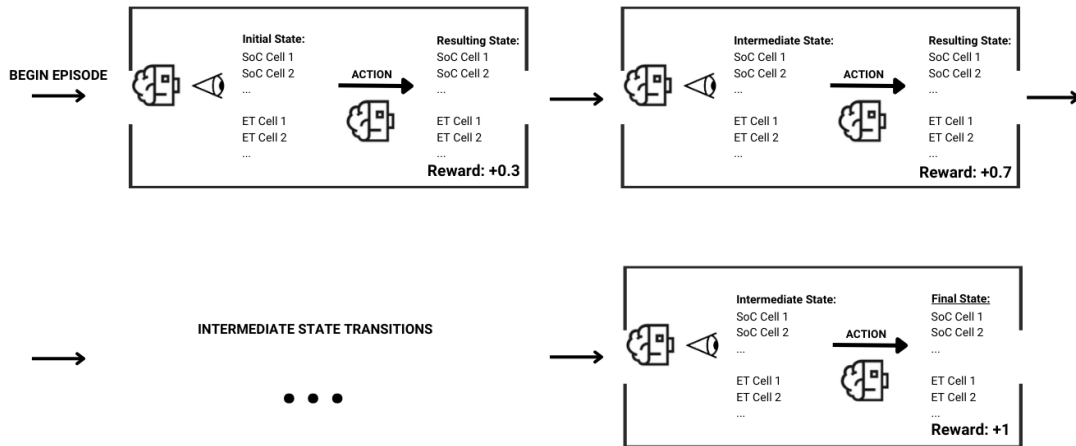 BEGIN EPISODE
Initial State:
SoC Cell 1
SoC Cell 2
...
ET Cell 1
ET Cell 2
...
ACTION
Resulting State:
SoC Cell 1
SoC Cell 2
...
ET Cell 1
ET Cell 2
...
Reward: +0.3
Intermediate State:
SoC Cell 1
SoC Cell 2
...
ET Cell 1
ET Cell 2
...
ACTION
Resulting State:
SoC Cell 1
SoC Cell 2
...
ET Cell 1
ET Cell 2
...
Reward: +0.7
INTERMEDIATE STATE TRANSITIONS
...
Intermediate State:
SoC Cell 1
SoC Cell 2
...
ET Cell 1
ET Cell 2
...
ACTION
Final State:
SoC Cell 1
SoC Cell 2
...
ET Cell 1
ET Cell 2
...
Reward: +1